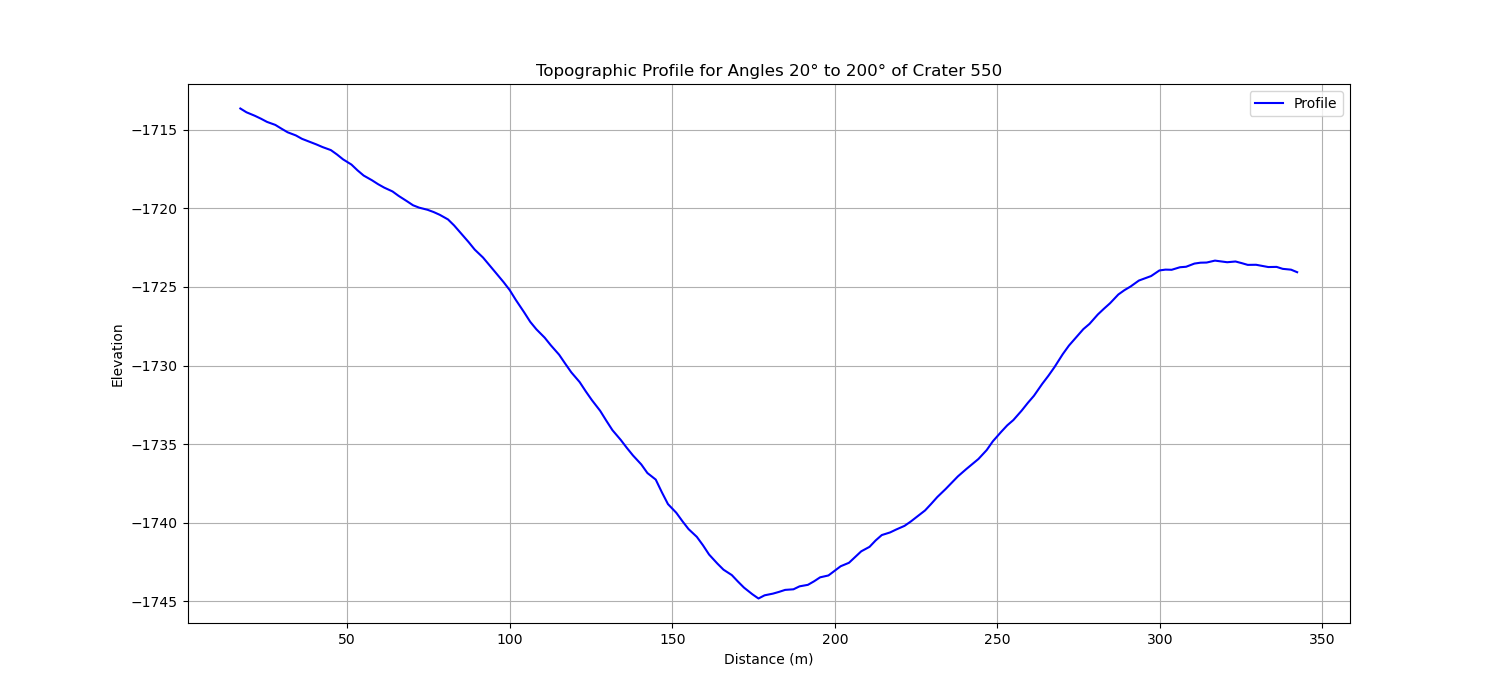 Topographic Profile for Angles 20° to 200° of Crater 550
Profile
−1715
−1720
−1725
−1730
−1735
−1740
−1745
Elevation
50 100 150 200 250 300 350
Distance (m)